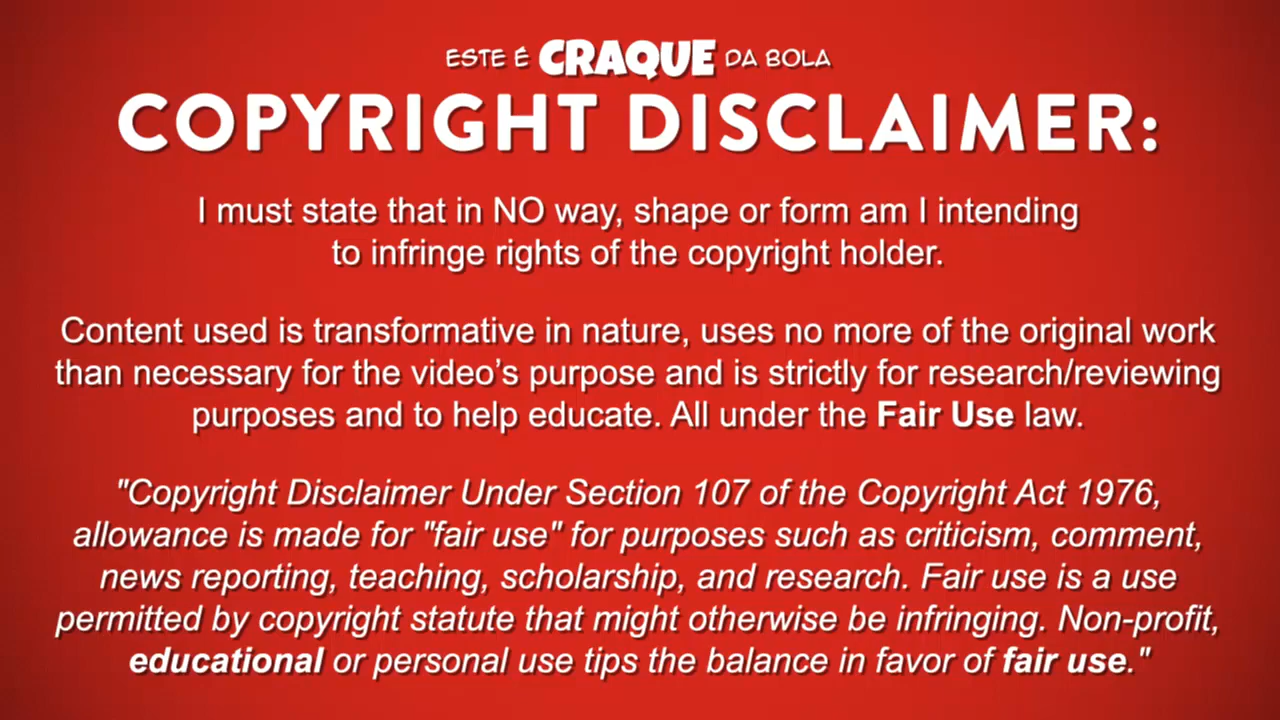 ESTE É CRAQUE DA BOLA
COPYRIGHT DISCLAIMER:
I must state that in NO way, shape or form am I intending
to infringe rights of the copyright holder.
Content used is transformative in nature, uses no more of the original work
than necessary for the video’s purpose and is strictly for research/reviewing
purposes and to help educate. All under the Fair Use law.
"Copyright Disclaimer Under Section 107 of the Copyright Act 1976,
allowance is made for "fair use" for purposes such as criticism, comment,
news reporting, teaching, scholarship, and research. Fair use is a use
permitted by copyright statute that might otherwise be infringing. Non-profit,
educational or personal use tips the balance in favor of fair use."